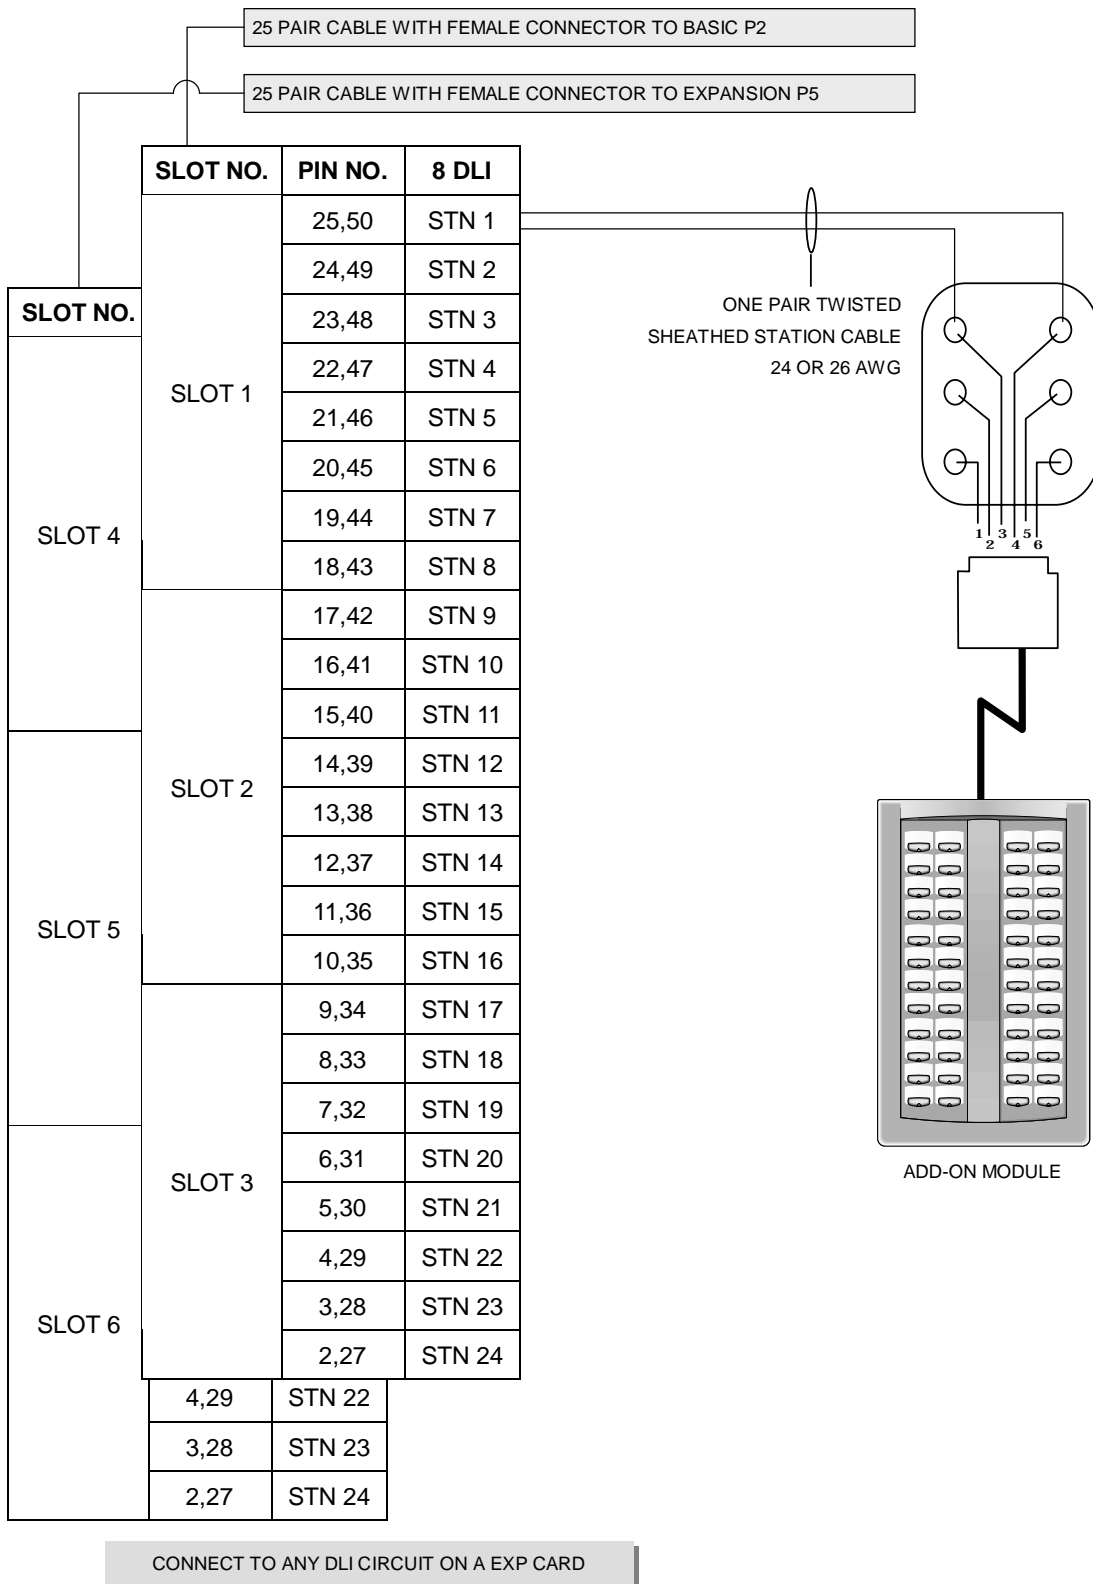 25 PAIR CABLE WITH FEMALE CONNECTOR TO BASIC P2
25 PAIR CABLE WITH FEMALE CONNECTOR TO EXPANSION P5
SLOT NO. PIN NO. 8 DLI
SLOT 1
25,50 STN 1
24,49 STN 2
23,48 STN 3
22,47 STN 4
21,46 STN 5
20,45 STN 6
19,44 STN 7
18,43 STN 8
SLOT 2
17,42 STN 9
16,41 STN 10
15,40 STN 11
14,39 STN 12
13,38 STN 13
12,37 STN 14
11,36 STN 15
10,35 STN 16
SLOT 3
9,34 STN 17
8,33 STN 18
7,32 STN 19
6,31 STN 20
5,30 STN 21
4,29 STN 22
3,28 STN 23
2,27 STN 24
SLOT NO.
SLOT 4
SLOT 5
SLOT 6
4,29 STN 22
3,28 STN 23
2,27 STN 24
ONE PAIR TWISTED
SHEATHED STATION CABLE
24 OR 26 AWG
1 2 3 4 5 6
ADD-ON MODULE
CONNECT TO ANY DLI CIRCUIT ON A EXP CARD